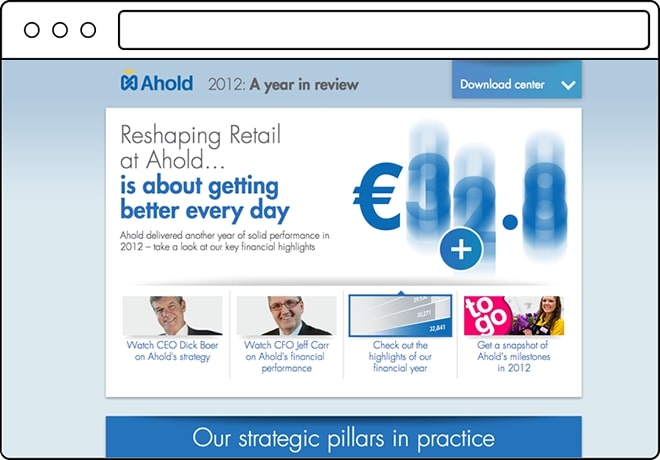 Ahold
2012: A year in review
Download center
Reshaping Retail
at Ahold…
is about getting
better every day
Ahold delivered another year of solid performance in
2012 – take a look at our key financial highlights
€32.8
to
go
32,841
Watch CEO Dick Boer
on Ahold's strategy
Watch CFO Jeff Carr
on Ahold's financial
performance
Check out the
highlights of our
financial year
Get a snapshot of
Ahold's milestones
in 2012
Our strategic pillars in practice